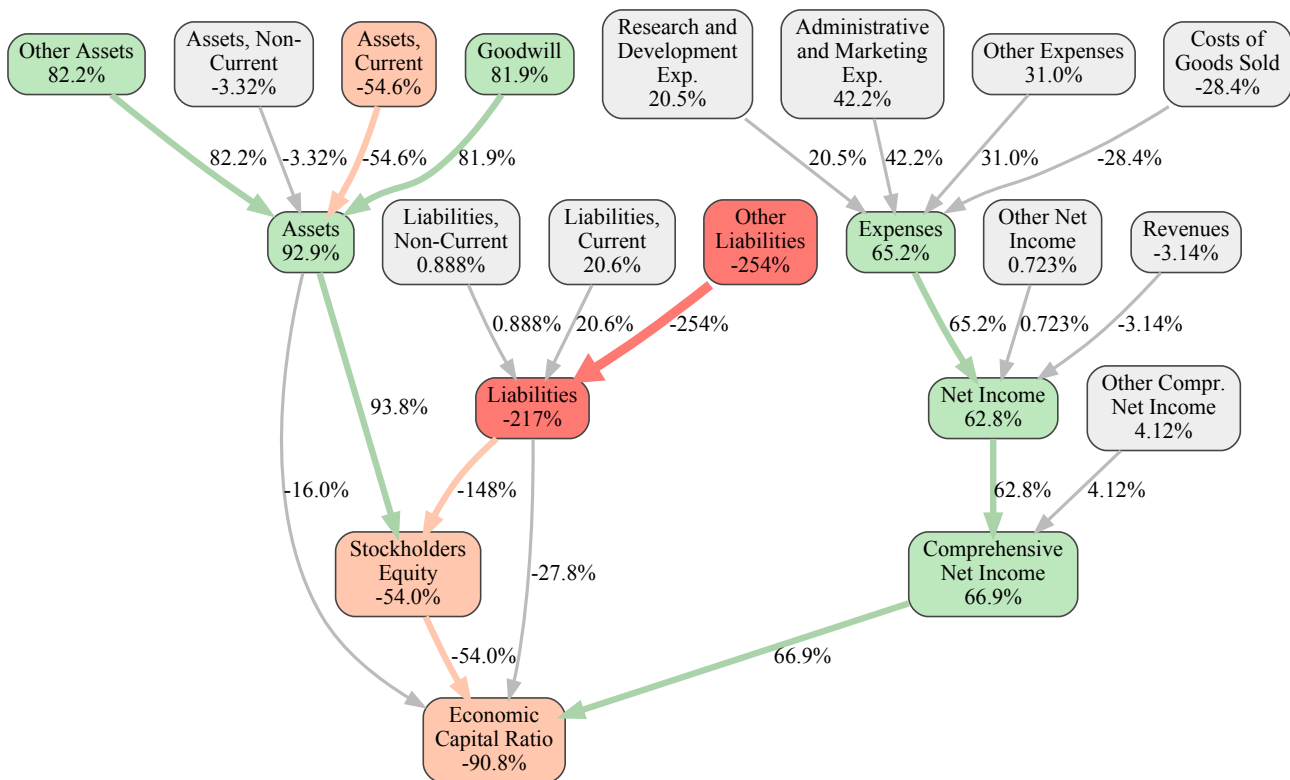 Other Assets
82.2%
Assets, Non-
Current
-3.32%
Assets,
Current
-54.6%
Goodwill
81.9%
Research and
Development
Exp.
20.5%
Administrative
and Marketing
Exp.
42.2%
Other Expenses
31.0%
Costs of
Goods Sold
-28.4%
82.2%
-3.32%
-54.6%
81.9%
20.5%
42.2%
31.0%
-28.4%
Assets
92.9%
Liabilities,
Non-Current
0.888%
Liabilities,
Current
20.6%
Other
Liabilities
-254%
Expenses
65.2%
Other Net
Income
0.723%
Revenues
-3.14%
0.888%
20.6%
-254%
65.2%
0.723%
-3.14%
93.8%
Liabilities
-217%
Net Income
62.8%
Other Compr.
Net Income
4.12%
-16.0%
-148%
62.8%
4.12%
Stockholders
Equity
-54.0%
-27.8%
Comprehensive
Net Income
66.9%
-54.0%
66.9%
Economic
Capital Ratio
-90.8%